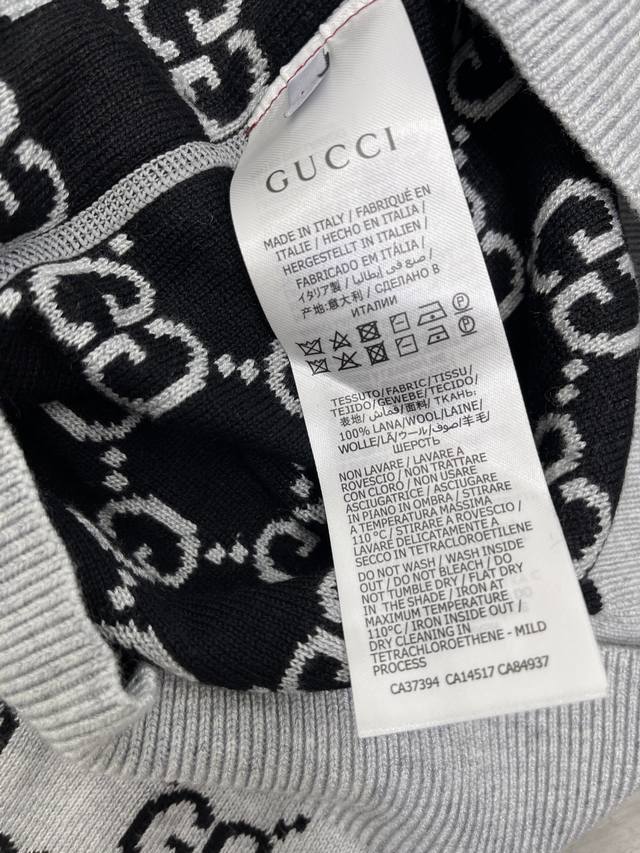 GUCCI
MADE IN ITALY / FABRIQUÉ EN
ITALIE / HECHO EN ITALIA /
HERGESTELLT IN ITALIEN /
FABRICADO EM ITÁLIA /
イタリア製 / صنع في إيطاليا
产地:意大利 / СДЕЛАНО В
ИТАЛИИ
TESSUTO/FABRIC/TISSU/
TEJIDO/GEWEBE/TECIDO/
表地/قماش/面料/ТКАНЬ:
100% LANA/WOOL/LAINE/
WOLLE/LÃ/ウール/صوف/羊毛/
ШЕРСТЬ
NON LAVARE / LAVARE A
ROVESCIO / NON TRATTARE
CON CLORO / NON USARE
ASCIUGATRICE / ASCIUGARE
IN PIANO IN OMBRA / STIRARE
A TEMPERATURA MASSIMA
110°C / STIRARE A ROVESCIO /
LAVARE DELICATAMENTE A
SECCO IN TETRACLOROETILENE
DO NOT WASH / WASH INSIDE
OUT / DO NOT BLEACH / DO
NOT TUMBLE DRY / FLAT DRY
IN THE SHADE / IRON AT
MAXIMUM TEMPERATURE
110°C / IRON INSIDE OUT /
DRY CLEANING IN
TETRACHLOROETHENE - MILD
PROCESS
CA37394 CA14517 CA84937